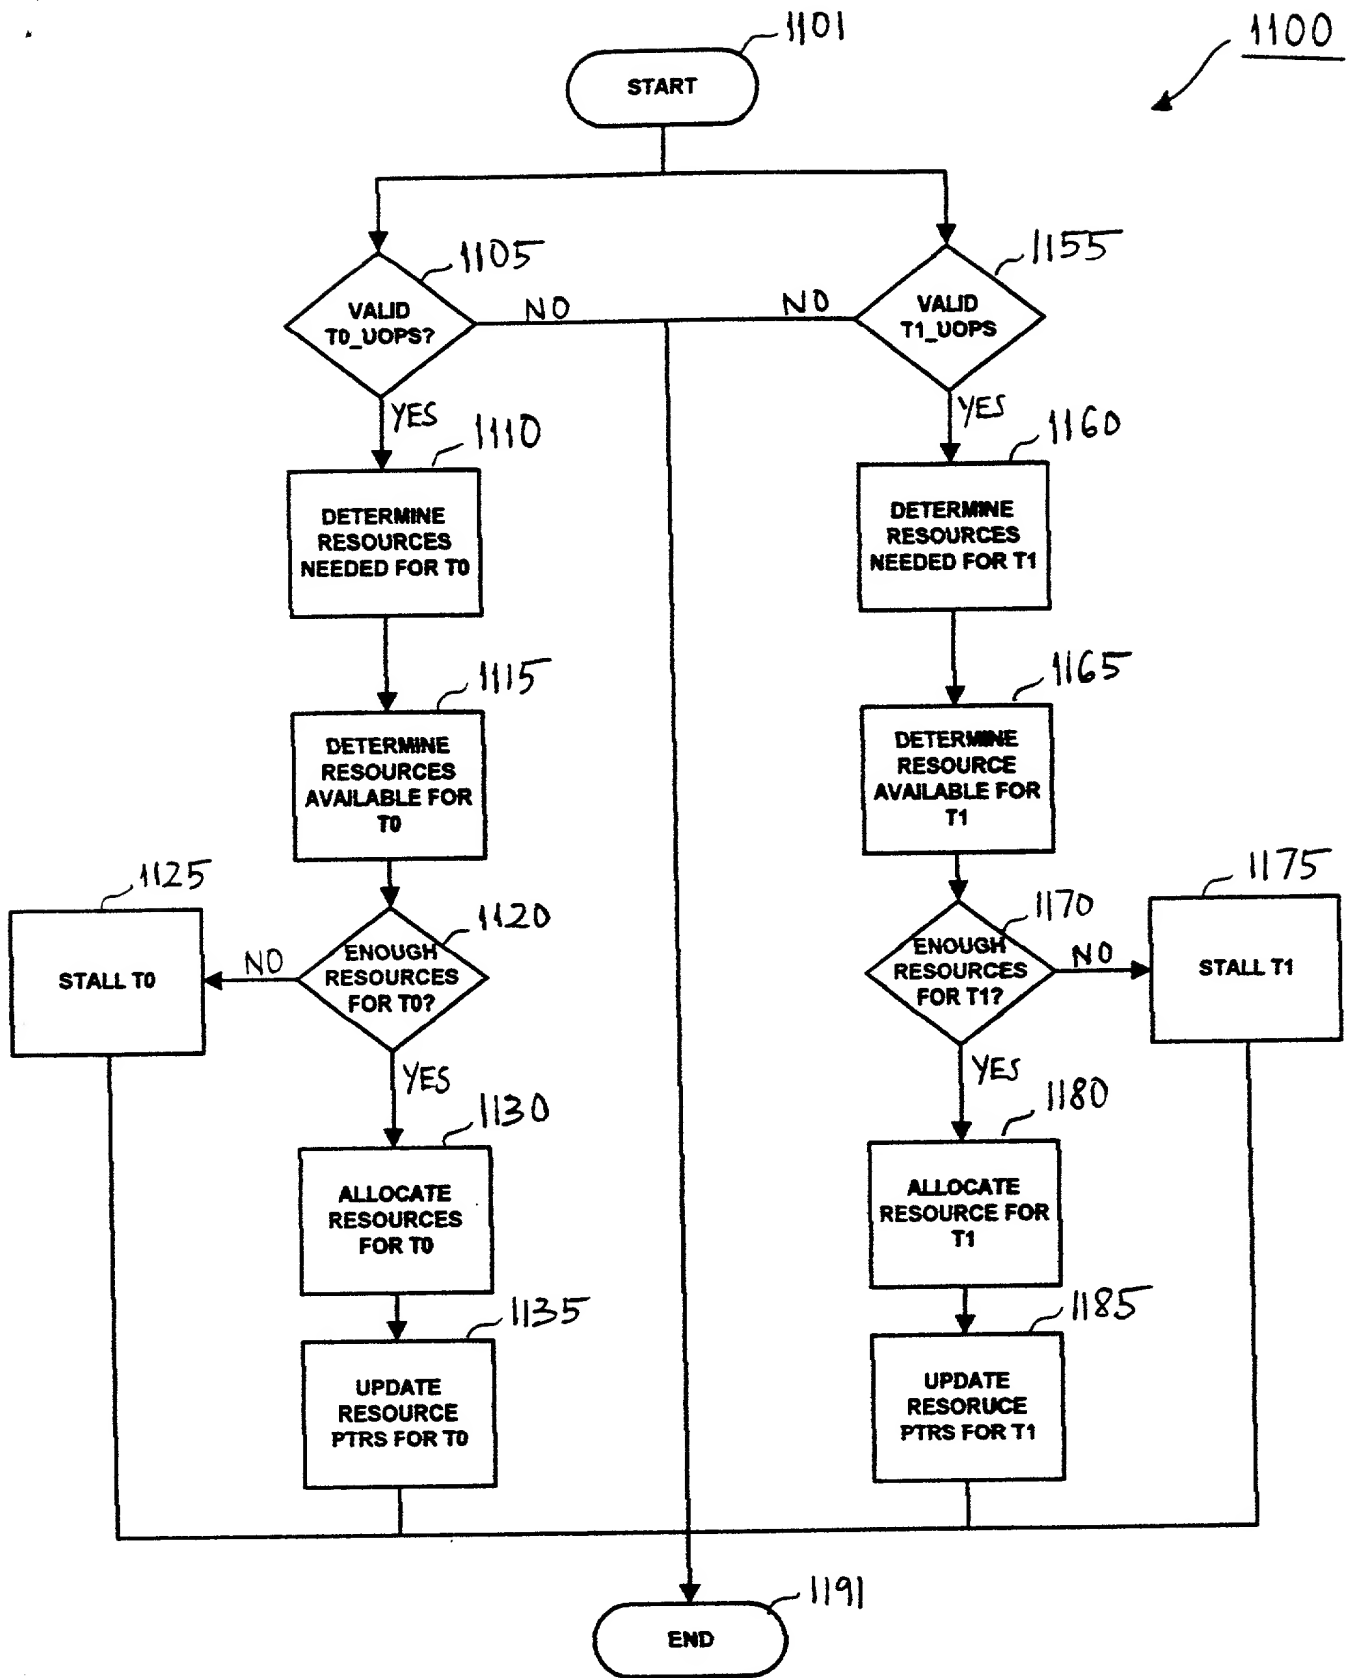 1101
1100
START
1105
1155
VALID
T0_UOPS?
NO
NO
VALID
T1_UOPS
YES
YES
1110
1160
DETERMINE
RESOURCES
NEEDED FOR T0
DETERMINE
RESOURCES
NEEDED FOR T1
1115
1165
DETERMINE
RESOURCES
AVAILABLE FOR
T0
DETERMINE
RESOURCE
AVAILABLE FOR
T1
1125
1120
1170
1175
STALL T0
NO
ENOUGH
RESOURCES
FOR T0?
ENOUGH
RESOURCES
FOR T1?
NO
STALL T1
YES
YES
1130
1180
ALLOCATE
RESOURCES
FOR T0
ALLOCATE
RESOURCE FOR
T1
1135
1185
UPDATE
RESOURCE
PTRS FOR T0
UPDATE
RESORUCE
PTRS FOR T1
1191
END